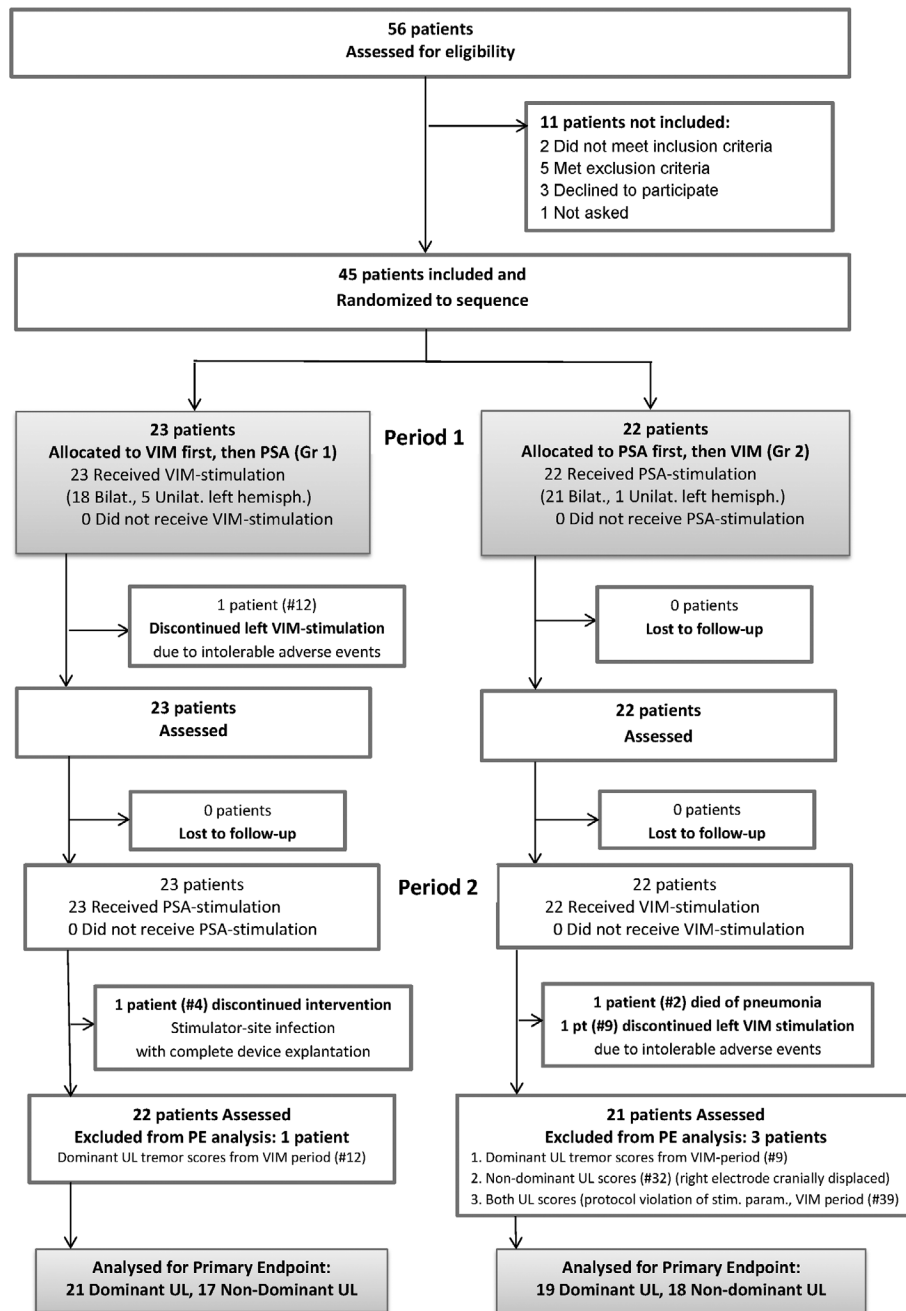 56 patients
Assessed for eligibility
11 patients not included:
2 Did not meet inclusion criteria
5 Met exclusion criteria
3 Declined to participate
1 Not asked
45 patients included and
Randomized to sequence
Period 1
23 patients
Allocated to VIM first, then PSA (Gr 1)
23 Received VIM-stimulation
(18 Bilat., 5 Unilat. left hemisph.)
0 Did not receive VIM-stimulation
22 patients
Allocated to PSA first, then VIM (Gr 2)
22 Received PSA-stimulation
(21 Bilat., 1 Unilat. left hemisph.)
0 Did not receive PSA-stimulation
1 patient (#12)
Discontinued left VIM-stimulation
due to intolerable adverse events
0 patients
Lost to follow-up
23 patients
Assessed
22 patients
Assessed
0 patients
Lost to follow-up
0 patients
Lost to follow-up
Period 2
23 patients
23 Received PSA-stimulation
0 Did not receive PSA-stimulation
22 patients
22 Received VIM-stimulation
0 Did not receive VIM-stimulation
1 patient (#4) discontinued intervention
Stimulator-site infection
with complete device explantation
1 patient (#2) died of pneumonia
1 pt (#9) discontinued left VIM stimulation
due to intolerable adverse events
22 patients Assessed
Excluded from PE analysis: 1 patient
Dominant UL tremor scores from VIM period (#12)
21 patients Assessed
Excluded from PE analysis: 3 patients
1. Dominant UL tremor scores from VIM-period (#9)
2. Non-dominant UL scores (#32) (right electrode cranially displaced)
3. Both UL scores (protocol violation of stim. param., VIM period (#39)
Analysed for Primary Endpoint:
21 Dominant UL, 17 Non-Dominant UL
Analysed for Primary Endpoint:
19 Dominant UL, 18 Non-dominant UL